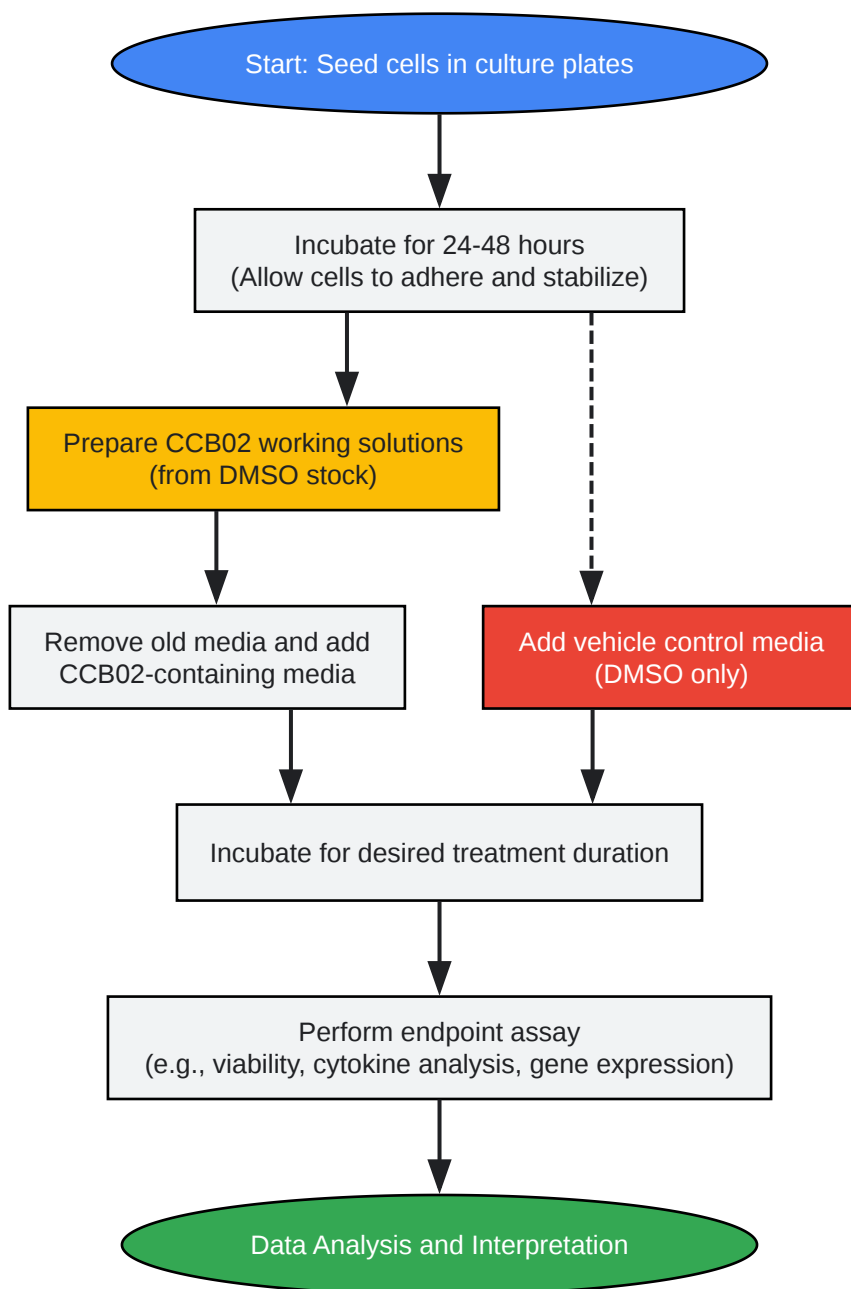 Start: Seed cells in culture plates
Incubate for 24-48 hours
(Allow cells to adhere and stabilize)
Prepare CCB02 working solutions
(from DMSO stock)
Remove old media and add
CCB02-containing media
Add vehicle control media
(DMSO only)
Incubate for desired treatment duration
Perform endpoint assay
(e.g., viability, cytokine analysis, gene expression)
Data Analysis and Interpretation